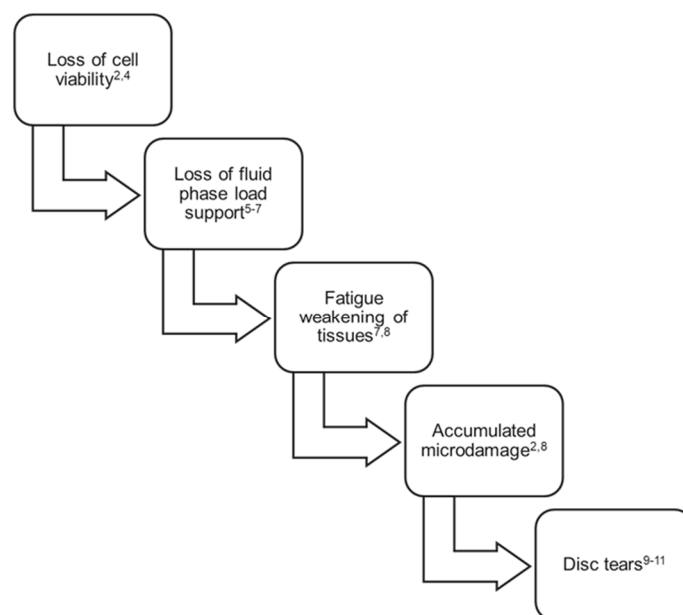 Loss of cell
viability2,4
Loss of fluid
phase load
support5-7
Fatigue
weakening of
tissues7,8
Accumulated
microdamage2,8
Disc tears9-11